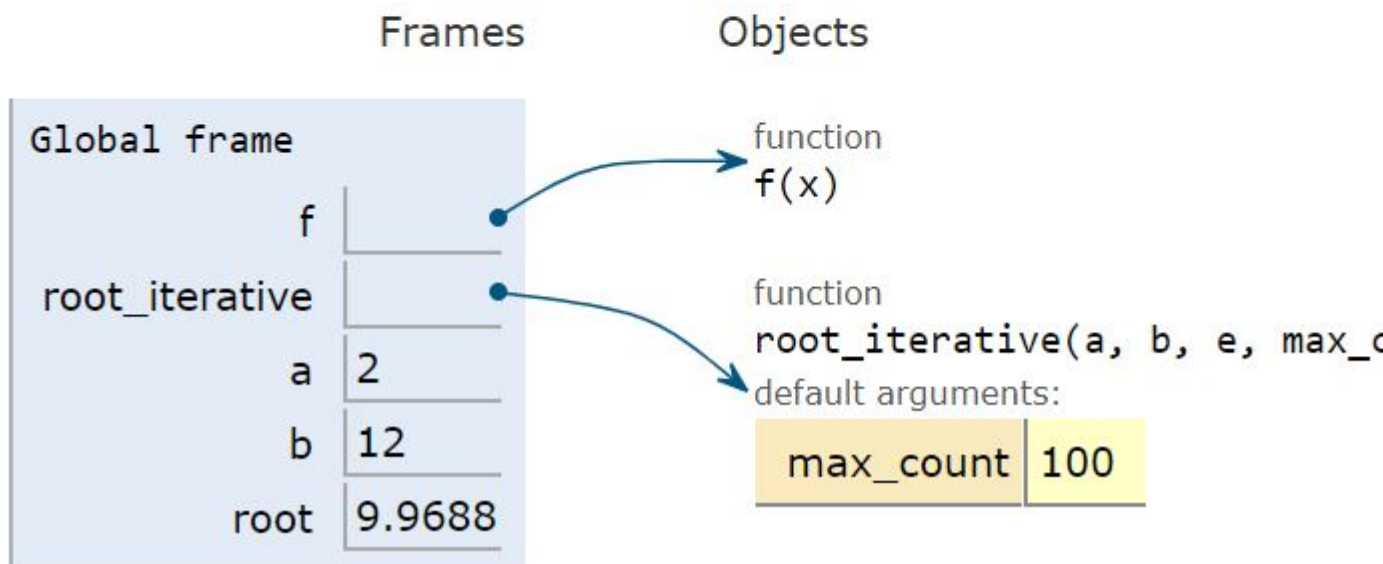 Frames Objects
Global frame
f
root_iterative
a 2
b 12
root 9.9688
function
f(x)
function
root_iterative(a, b, e,
default arguments:
max_count 100